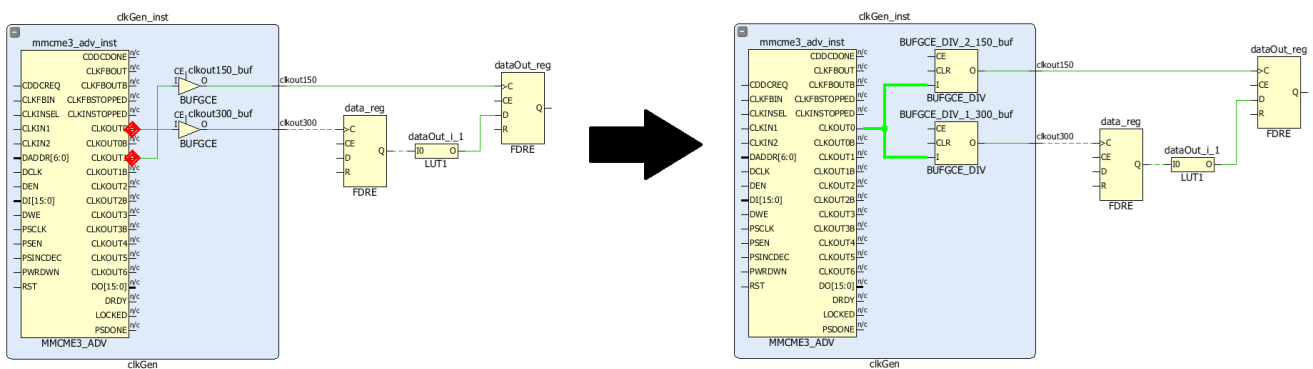 clkGen_inst
mmcme3_adv_inst
CDDCDONE n/c
CLKFBOUT n/c
CDDCREQ CLKFBOUTB n/c
CLKFBIN CLKFBSTOPPED n/c
CLKINSEL CLKINSTOPPED n/c
CLKIN1 CLKOUT0
CLKIN2 CLKOUT0B n/c
DADDR[6:0] CLKOUT1
DCLK CLKOUT1B n/c
DEN CLKOUT2 n/c
DI[15:0] CLKOUT2B n/c
DWE CLKOUT3 n/c
PSCLK CLKOUT3B n/c
PSEN CLKOUT4 n/c
PSINCDEC CLKOUT5 n/c
PWRDWN CLKOUT6 n/c
RST DO[15:0] n/c
DRDY n/c
LOCKED n/c
PSDONE n/c
MMCME3_ADV
clkGen
CE clkout150_buf
I O
BUFGCE
CE clkout300_buf
I O
BUFGCE
clkout150
clkout300
data_reg
C
CE
D Q
R
FDRE
dataOut_i_1
I0 O
LUT1
dataOut_reg
C
CE
D Q
R
FDRE
clkGen_inst
mmcme3_adv_inst
CDDCDONE n/c
CLKFBOUT n/c
CDDCREQ CLKFBOUTB n/c
CLKFBIN CLKFBSTOPPED n/c
CLKINSEL CLKINSTOPPED n/c
CLKIN1 CLKOUT0
CLKIN2 CLKOUT0B n/c
DADDR[6:0] CLKOUT1 n/c
DCLK CLKOUT1B n/c
DEN CLKOUT2 n/c
DI[15:0] CLKOUT2B n/c
DWE CLKOUT3 n/c
PSCLK CLKOUT3B n/c
PSEN CLKOUT4 n/c
PSINCDEC CLKOUT5 n/c
PWRDWN CLKOUT6 n/c
RST DO[15:0] n/c
DRDY n/c
LOCKED n/c
PSDONE n/c
MMCME3_ADV
clkGen
BUFGCE_DIV_2_150_buf
CE
CLR O
I
BUFGCE_DIV
BUFGCE_DIV_1_300_buf
CE
CLR O
I
BUFGCE_DIV
clkout150
clkout300
data_reg
C
CE
D Q
R
FDRE
dataOut_i_1
I0 O
LUT1
dataOut_reg
C
CE
D Q
R
FDRE